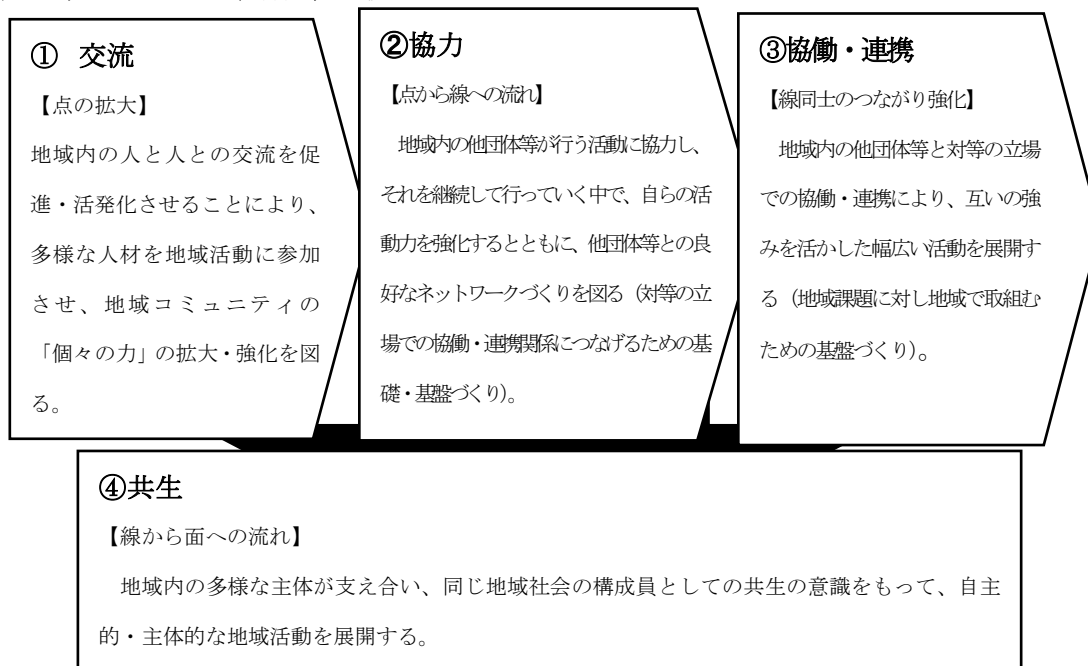 ① 交流
【点の拡大】
地域内の人と人との交流を促
進・活発化させることにより、
多様な人材を地域活動に参加
させ、地域コミュニティの
「個々の力」の拡大・強化を図
る。
②協力
【点から線への流れ】
地域内の他団体等が行う活動に協力し、
それを継続して行っていく中で、自らの活
動力を強化するとともに、他団体等との良
好なネットワークづくりを図る（対等の立
場での協働・連携関係につなげるための基
礎・基盤づくり）。
③協働・連携
【線同士のつながり強化】
地域内の他団体等と対等の立場
での協働・連携により、互いの強
みを活かした幅広い活動を展開す
る（地域課題に対し地域で取組む
ための基盤づくり）。
④共生
【線から面への流れ】
地域内の多様な主体が支え合い、同じ地域社会の構成員としての共生の意識をもって、自主
的・主体的な地域活動を展開する。